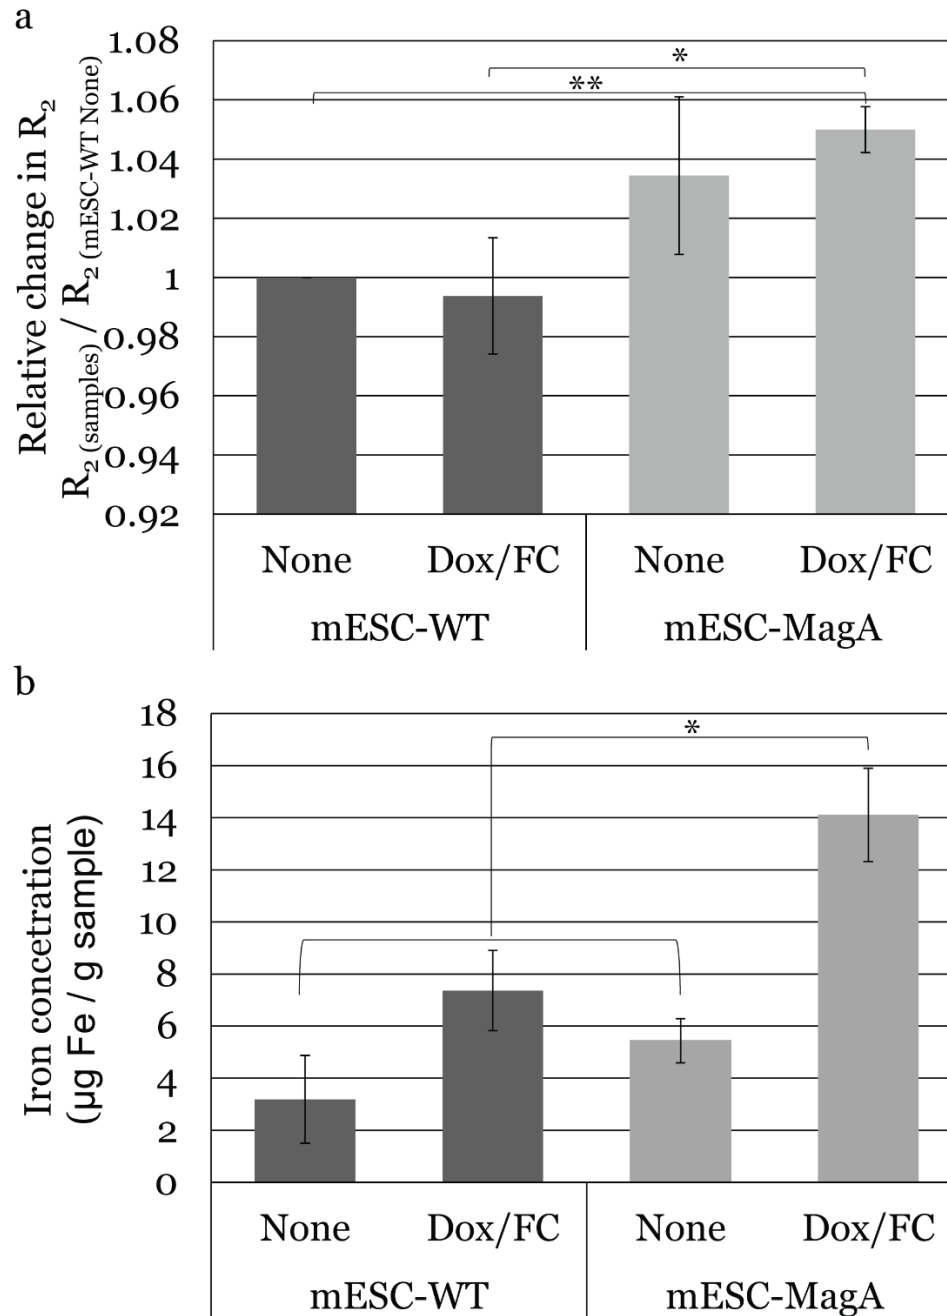 a
Relative change in R2
R2 (samples) / R2 (mESC-WT None)
1.08
1.06
1.04
1.02
1
0.98
0.96
0.94
0.92
*
**
None Dox/FC None Dox/FC
mESC-WT mESC-MagA
b
Iron concetration
(µg Fe / g sample)
18
16
14
12
10
8
6
4
2
0
*
None Dox/FC None Dox/FC
mESC-WT mESC-MagA